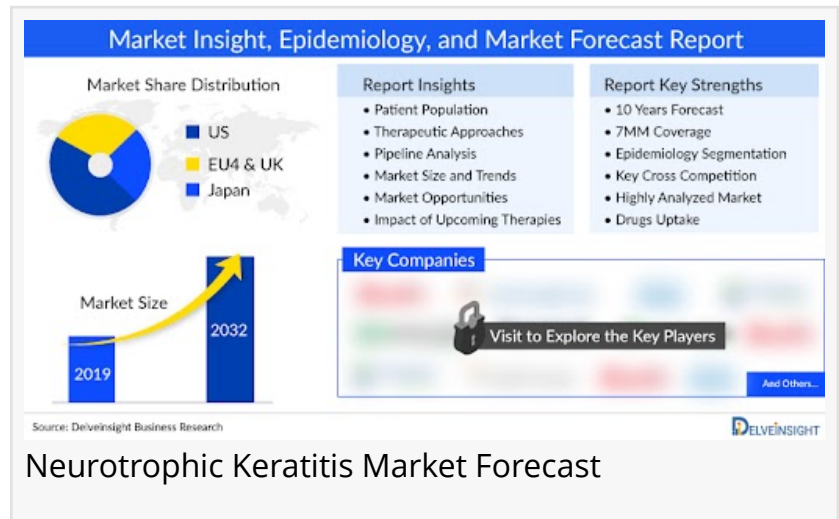 Market Insight, Epidemiology, and Market Forecast Report
Market Share Distribution
US
EU4 & UK
Japan
Report Insights
• Patient Population
• Therapeutic Approaches
• Pipeline Analysis
• Market Size and Trends
• Market Opportunities
• Impact of Upcoming Therapies
Report Key Strengths
• 10 Years Forecast
• 7MM Coverage
• Epidemiology Segmentation
• Key Cross Competition
• Highly Analyzed Market
• Drugs Uptake
Market Size
2019
2032
Key Companies
Visit to Explore the Key Players
And Others...
Source: Delveinsight Business Research
DELVEINSIGHT
Neurotrophic Keratitis Market Forecast